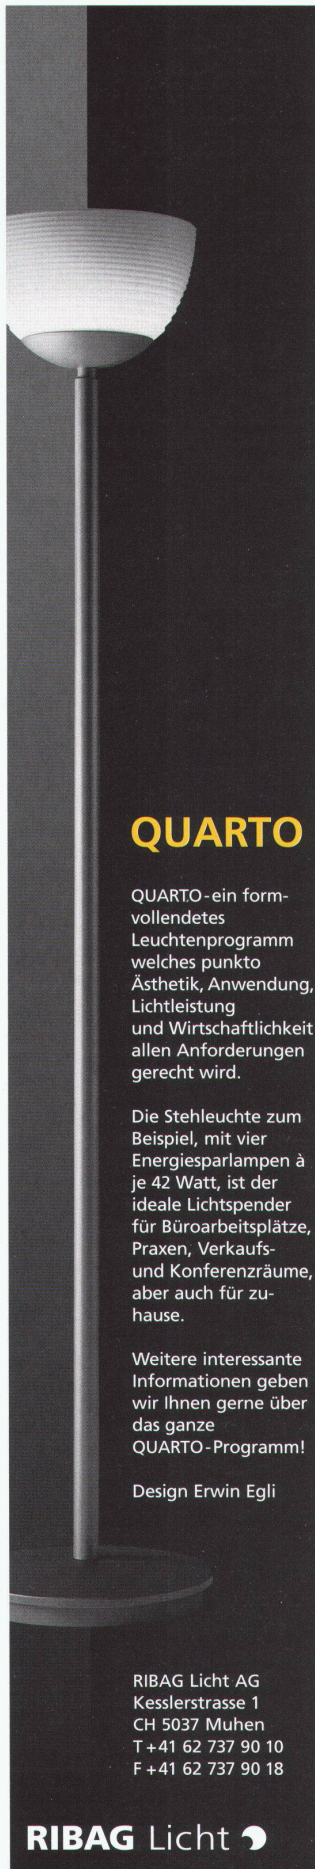 QUARTO
QUARTO-ein form-
vollendetes
Leuchtenprogramm
welches punkto
Ästhetik, Anwendung,
Lichtleistung
und Wirtschaftlichkeit
allen Anforderungen
gerecht wird.
Die Stehleuchte zum
Beispiel, mit vier
Energiesparlampen à
je 42 Watt, ist der
ideale Lichtspender
für Büroarbeitsplätze,
Praxen, Verkaufs-
und Konferenzräume,
aber auch für zu-
hause.
Weitere interessante
Informationen geben
wir Ihnen gerne über
das ganze
QUARTO-Programm!
Design Erwin Egli
RIBAG Licht AG
Kesslerstrasse 1
CH 5037 Muhen
T +41 62 737 90 10
F +41 62 737 90 18
RIBAG Licht